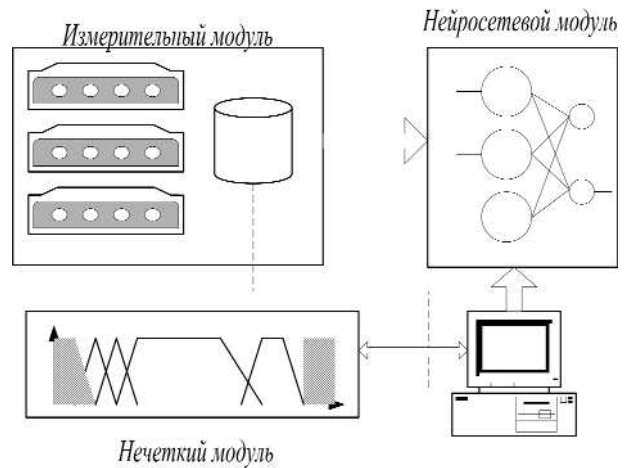 Измерительный модуль
Нейросетевой модуль
Нечеткий модуль